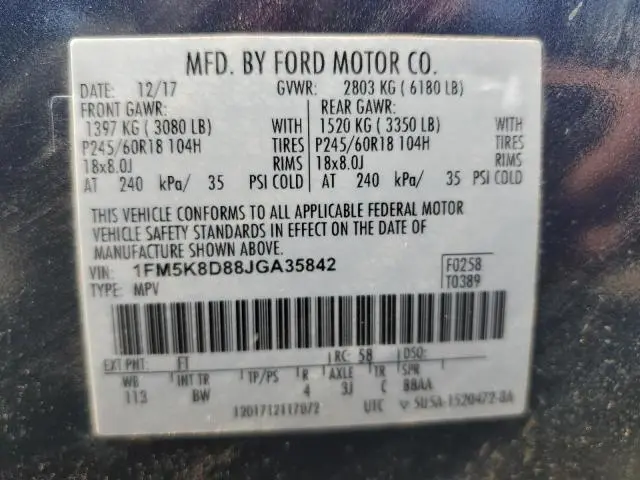 MFD. BY FORD MOTOR CO.
DATE: 12/17 GVWR: 2803 KG ( 6180 LB)
FRONT GAWR: REAR GAWR:
1397 KG ( 3080 LB) WITH 1520 KG ( 3350 LB) WITH
P245/60R18 104H TIRES P245/60R18 104H TIRES
18x8.0J RIMS 18x8.0J RIMS
AT 240 kPa/ 35 PSI COLD AT 240 kPa/ 35 PSI COLD
THIS VEHICLE CONFORMS TO ALL APPLICABLE FEDERAL MOTOR
VEHICLE SAFETY STANDARDS IN EFFECT ON THE DATE OF
MANUFACTURE SHOWN ABOVE.
VIN: 1FM5K8D88JGA35842 F0258
TYPE: MPV T0389
EXT PNT: FT RC: 58 DSO:
WB INT TR TP/PS R AXLE TR SPR
113 BW 4 3J C 88AA
1201712117072 UTC 5U5A-1520472-BA